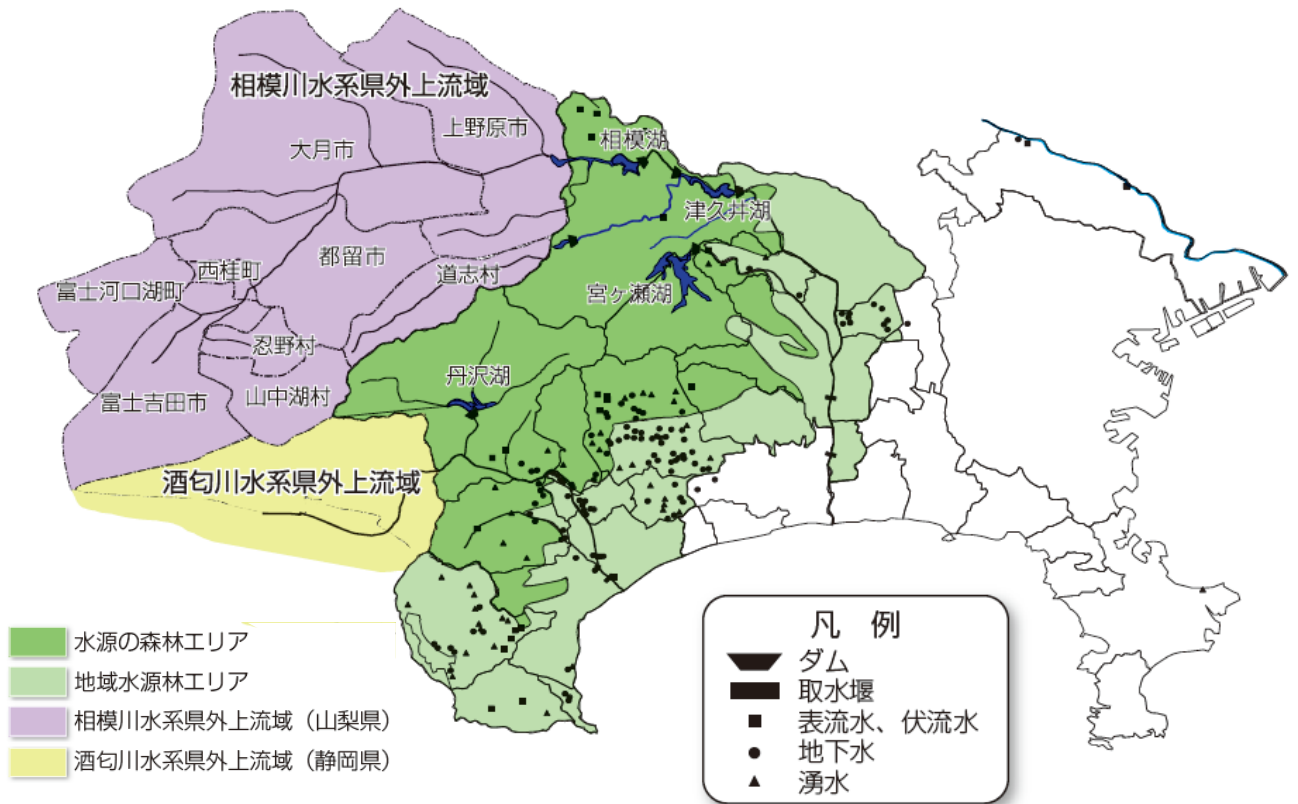 相模川水系県外上流域
上野原市
大月市
相模湖
津久井湖
都留市
西桂町
道志村
富士河口湖町
宮ヶ瀬湖
忍野村
丹沢湖
山中湖村
富士吉田市
酒匂川水系県外上流域
水源の森林エリア
地域水源林エリア
相模川水系県外上流域（山梨県）
酒匂川水系県外上流域（静岡県）
凡 例
ダム
取水堰
表流水、伏流水
地下水
湧水